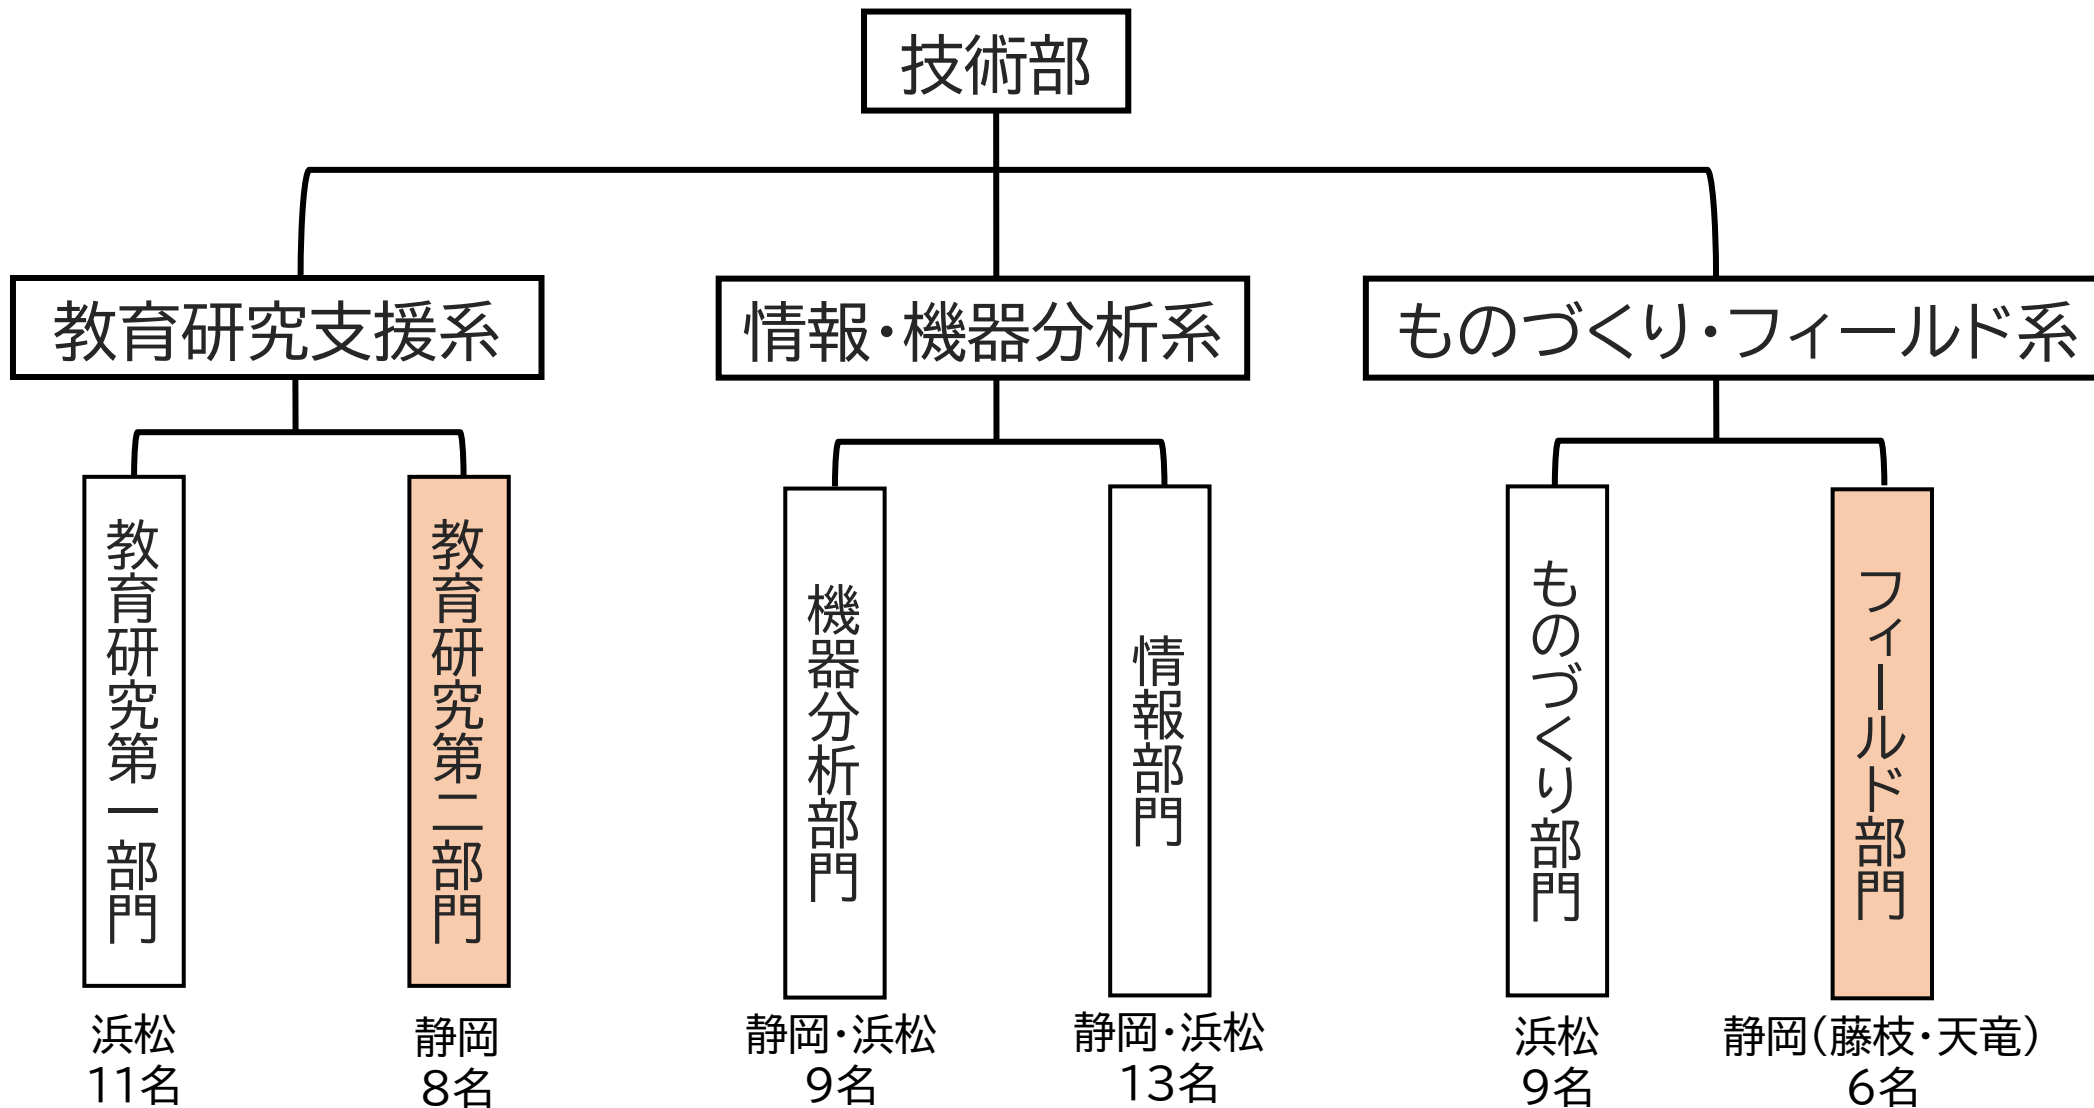 技術部
教育研究支援系
情報・機器分析系
ものづくり・フィールド系
教育研究第一部門
教育研究第二部門
機器分析部門
情報部門
ものづくり部門
フィールド部門
浜松
11名
静岡
8名
静岡・浜松
9名
静岡・浜松
13名
浜松
9名
静岡(藤枝・天竜)
6名